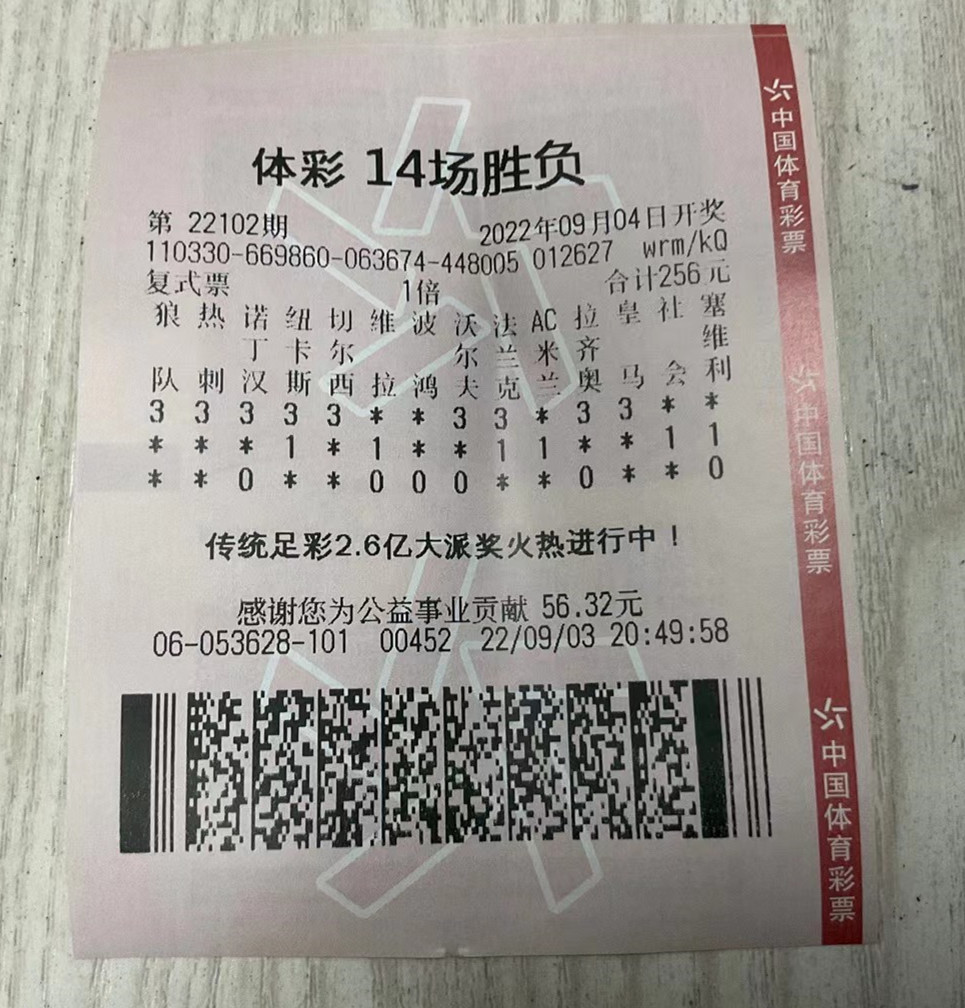 体彩 14场胜负
第 22102期 2022年09月04日开奖
110330-669860-063674-448005 012627 wrm/kQ
复式票 1倍 合计256元
狼 热 诺 纽 切 维 波 沃 法 AC 拉 皇 社 塞
丁 卡 尔 尔 兰 米 齐 维
队 刺 汉 斯 西 拉 鸿 夫 克 兰 奥 马 会 利
3 3 3 3 3 * * 3 3 * 3 3 * *
* * * 1 * 1 * * 1 1 * * 1 1
* * 0 * * 0 0 0 * * 0 * * 0
传统足彩2.6亿大派奖火热进行中！
感谢您为公益事业贡献 56.32元
06-053628-101 00452 22/09/03 20:49:58
中国体育彩票
中国体育彩票
中国体育彩票